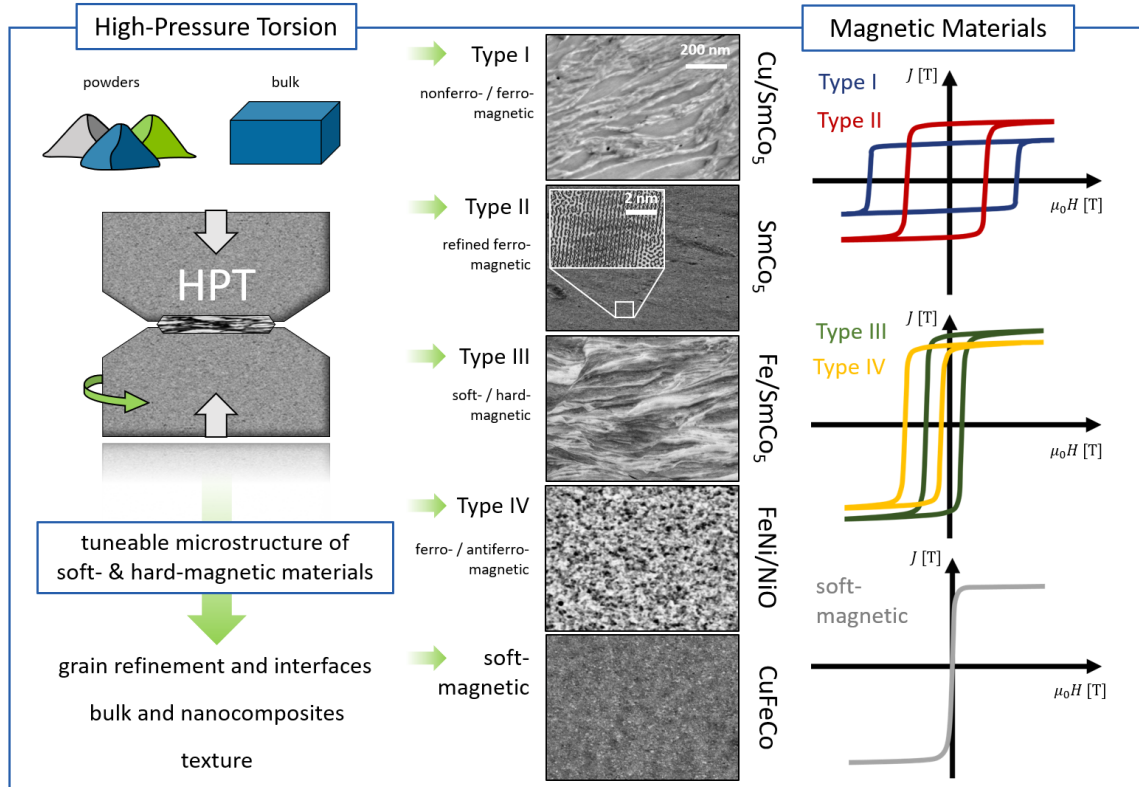 High-Pressure Torsion
powders
bulk
HPT
tuneable microstructure of
soft- & hard-magnetic materials
grain refinement and interfaces
bulk and nanocomposites
texture
Type I
nonferro- / ferro-
magnetic
200 nm
Cu/SmCo₅
Type II
refined ferro-
magnetic
2 nm
SmCo₅
Type III
soft- / hard-
magnetic
Fe/SmCo₅
Type IV
ferro- / antiferro-
magnetic
FeNi/NiO
soft-
magnetic
CuFeCo
Magnetic Materials
J [T]
Type I
Type II
μ₀H [T]
J [T]
Type III
Type IV
μ₀H [T]
J [T]
soft-
magnetic
μ₀H [T]